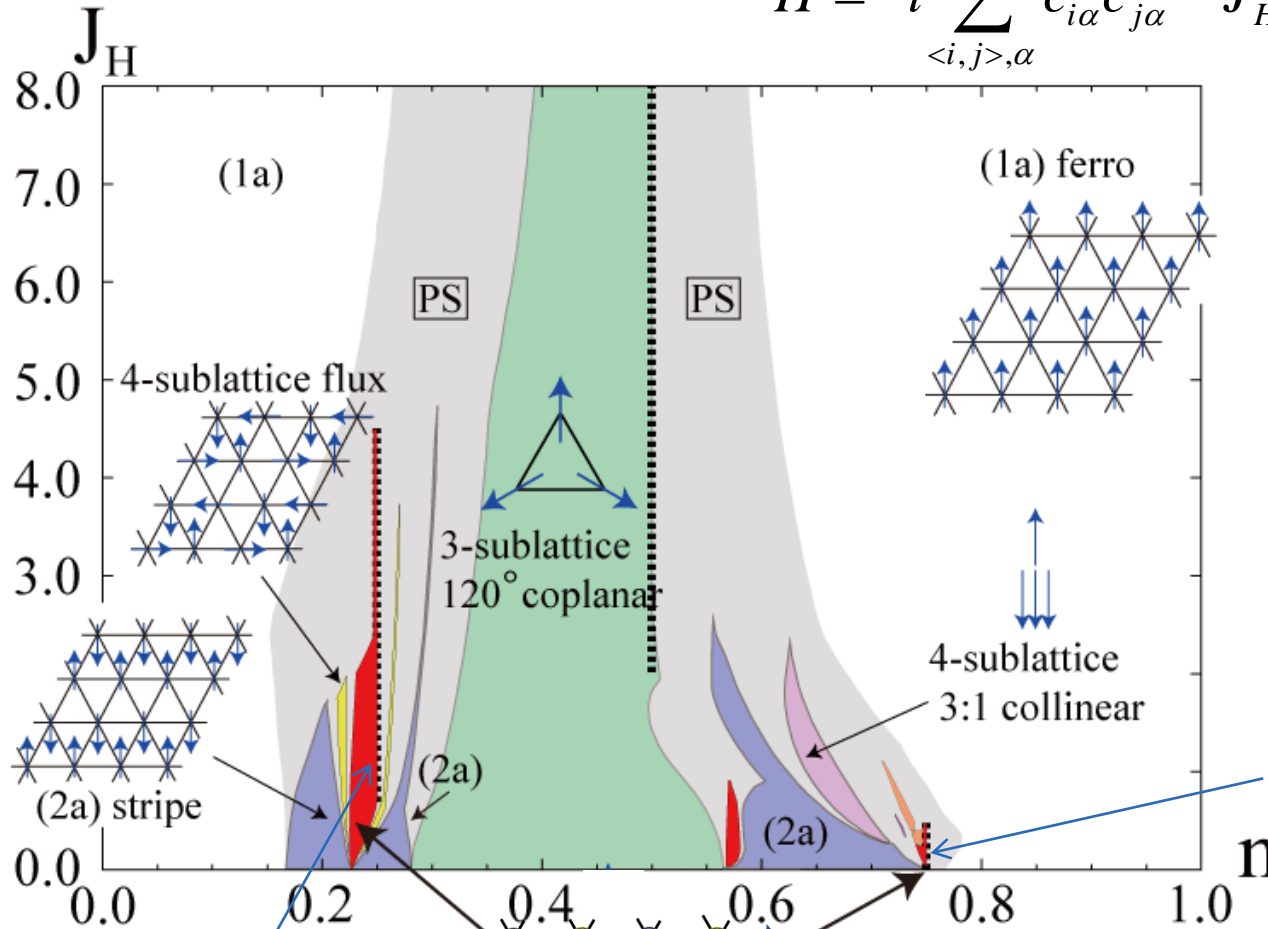 J_H
<i,j>,α
8.0
7.0
6.0
5.0
4.0
3.0
0.0
(1a)
(1a) ferro
PS
PS
4-sublattice flux
3-sublattice
120° coplanar
4-sublattice
3:1 collinear
(2a) stripe
(2a)
(2a)
0.0 0.2 0.4 0.6 0.8 1.0
n